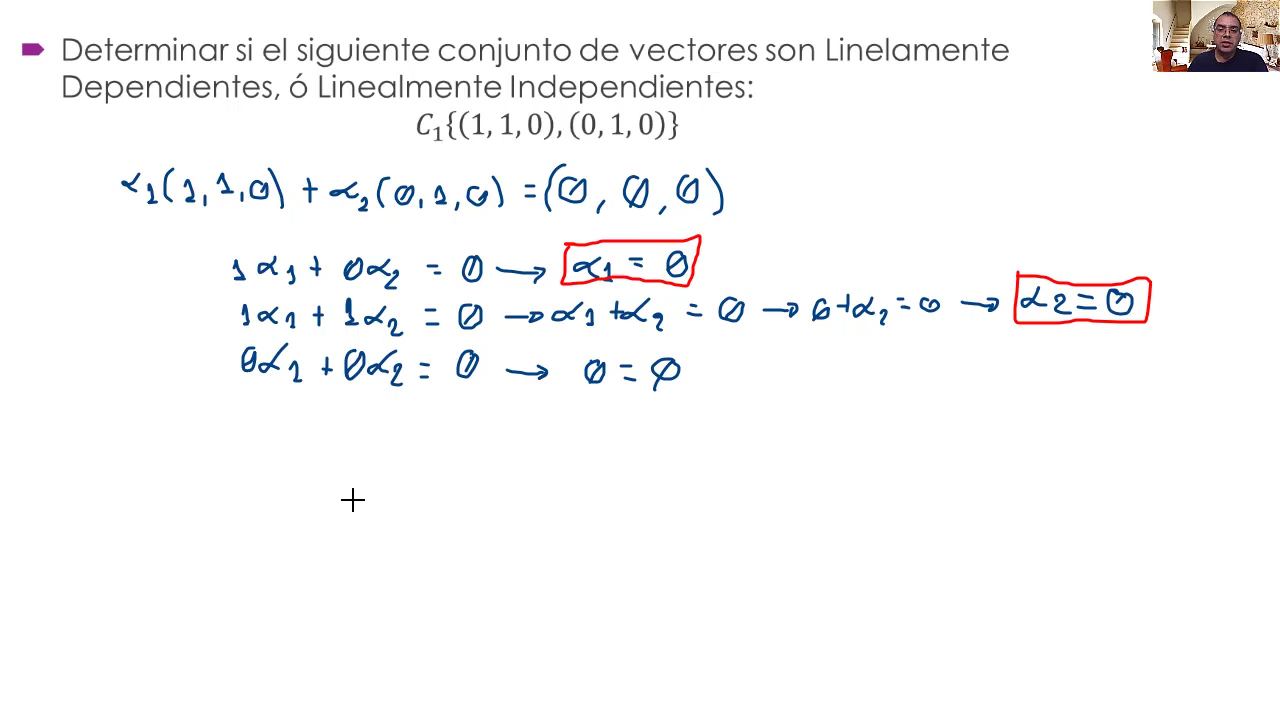 Determinar si el siguiente conjunto de vectores son Linelamente
Dependientes, ó Linealmente Independientes:
C₁{(1, 1, 0), (0, 1, 0)}
α₁(1, 1, 0) + α₂(0, 1, 0) = (0, 0, 0)
1α₁ + 0α₂ = 0 → α₁ = 0
1α₁ + 1α₂ = 0 → α₁ + α₂ = 0 → 0 + α₂ = 0 → α₂ = 0
0α₁ + 0α₂ = 0 → 0 = 0